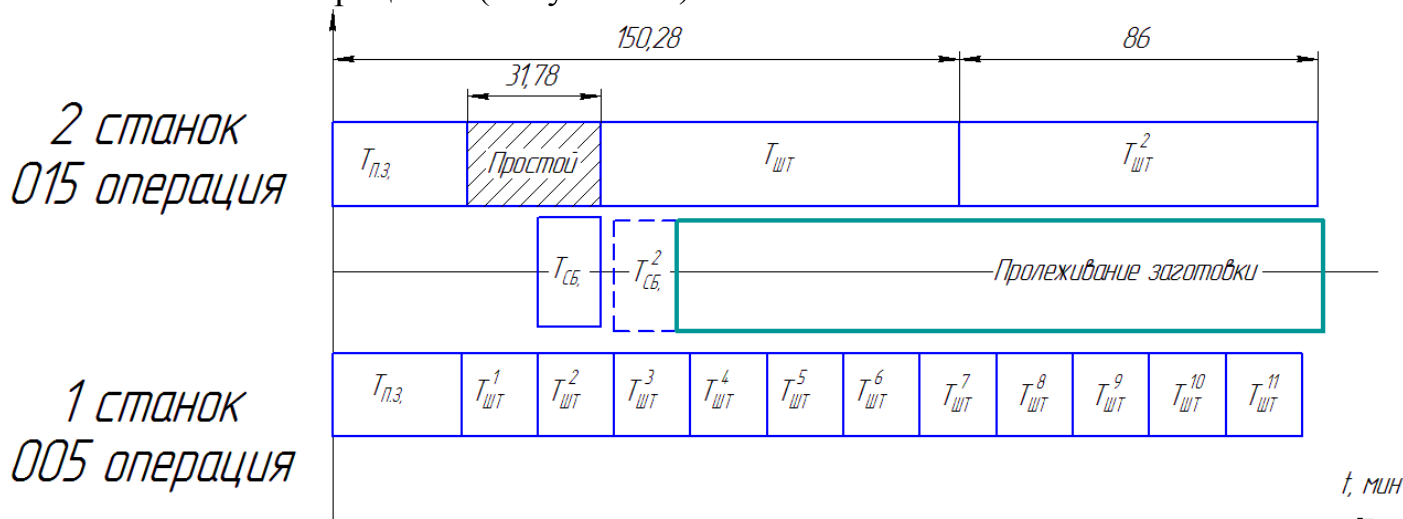 150,28
86
31,78
2 станок
015 операция
Тп.з,
Простой
Тшт
Тшт2
Тсб,
Тсб,2
Пролеживание заготовки
1 станок
005 операция
Тп.з,
Тшт1
Тшт2
Тшт3
Тшт4
Тшт5
Тшт6
Тшт7
Тшт8
Тшт9
Тшт10
Тшт11
t, мин